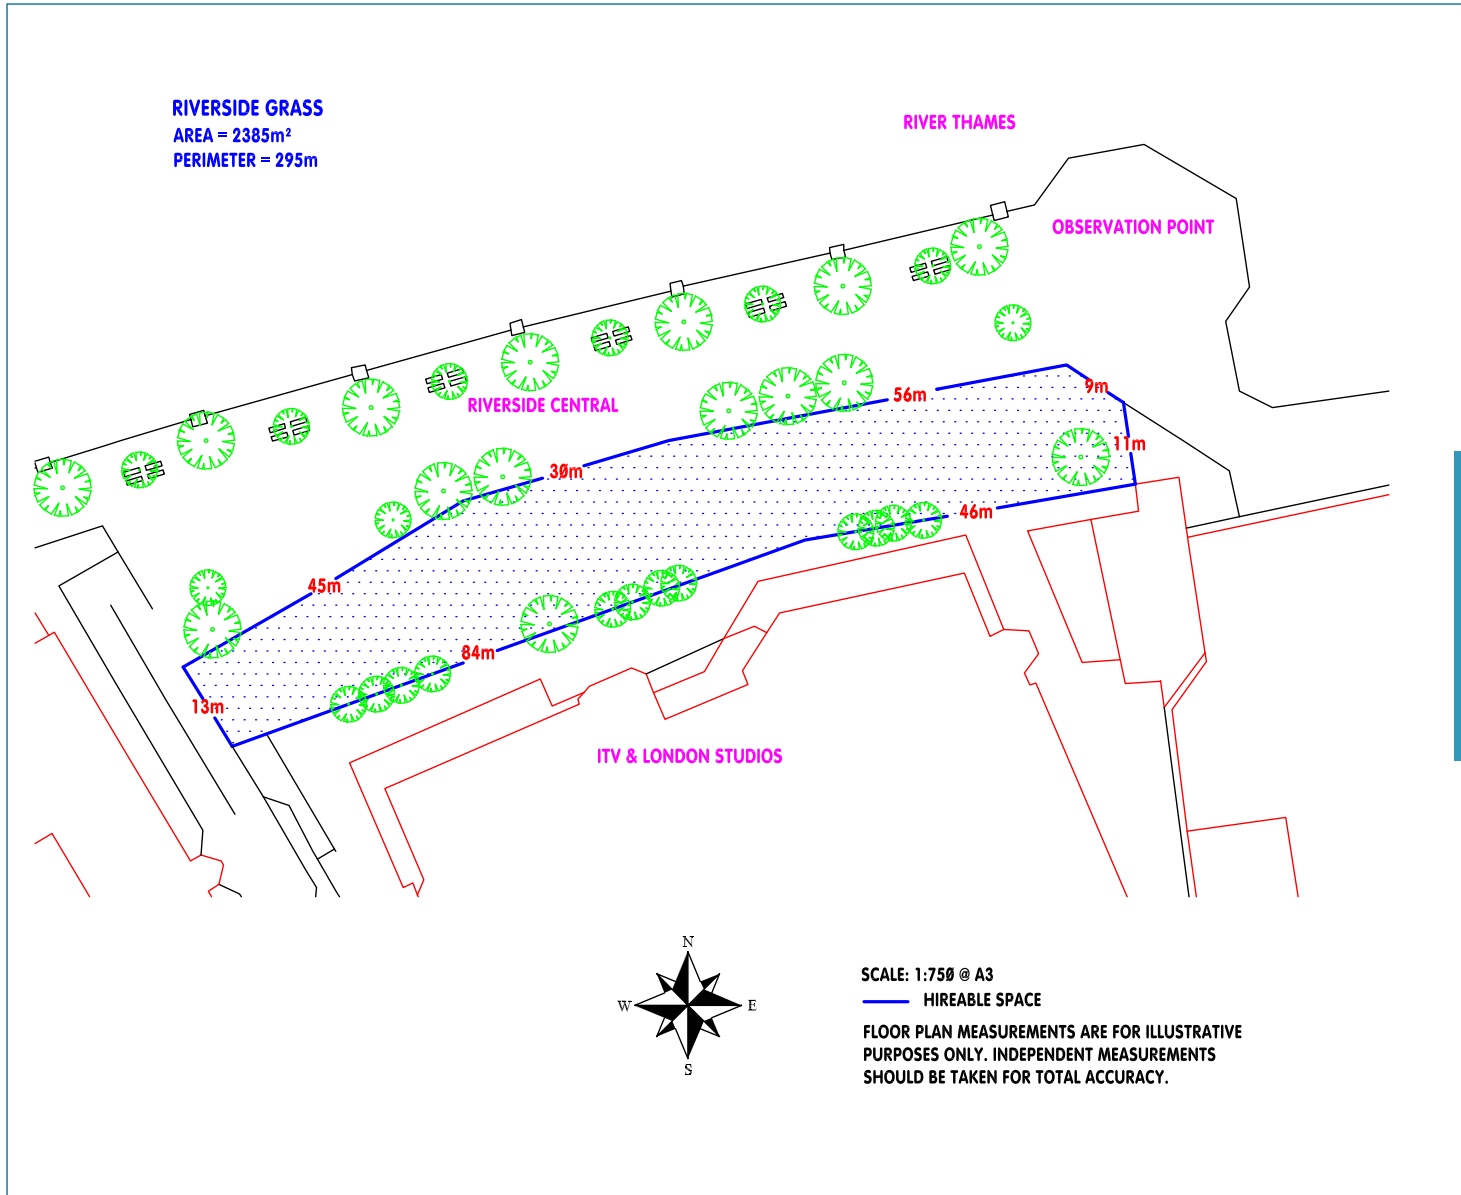 RIVERSIDE GRASS
AREA = 2385m²
PERIMETER = 295m
RIVER THAMES
OBSERVATION POINT
RIVERSIDE CENTRAL
56m
9m
11m
30m
46m
45m
84m
13m
ITV & LONDON STUDIOS
N
W E
S
SCALE: 1:750 @ A3
HIREABLE SPACE
FLOOR PLAN MEASUREMENTS ARE FOR ILLUSTRATIVE
PURPOSES ONLY. INDEPENDENT MEASUREMENTS
SHOULD BE TAKEN FOR TOTAL ACCURACY.